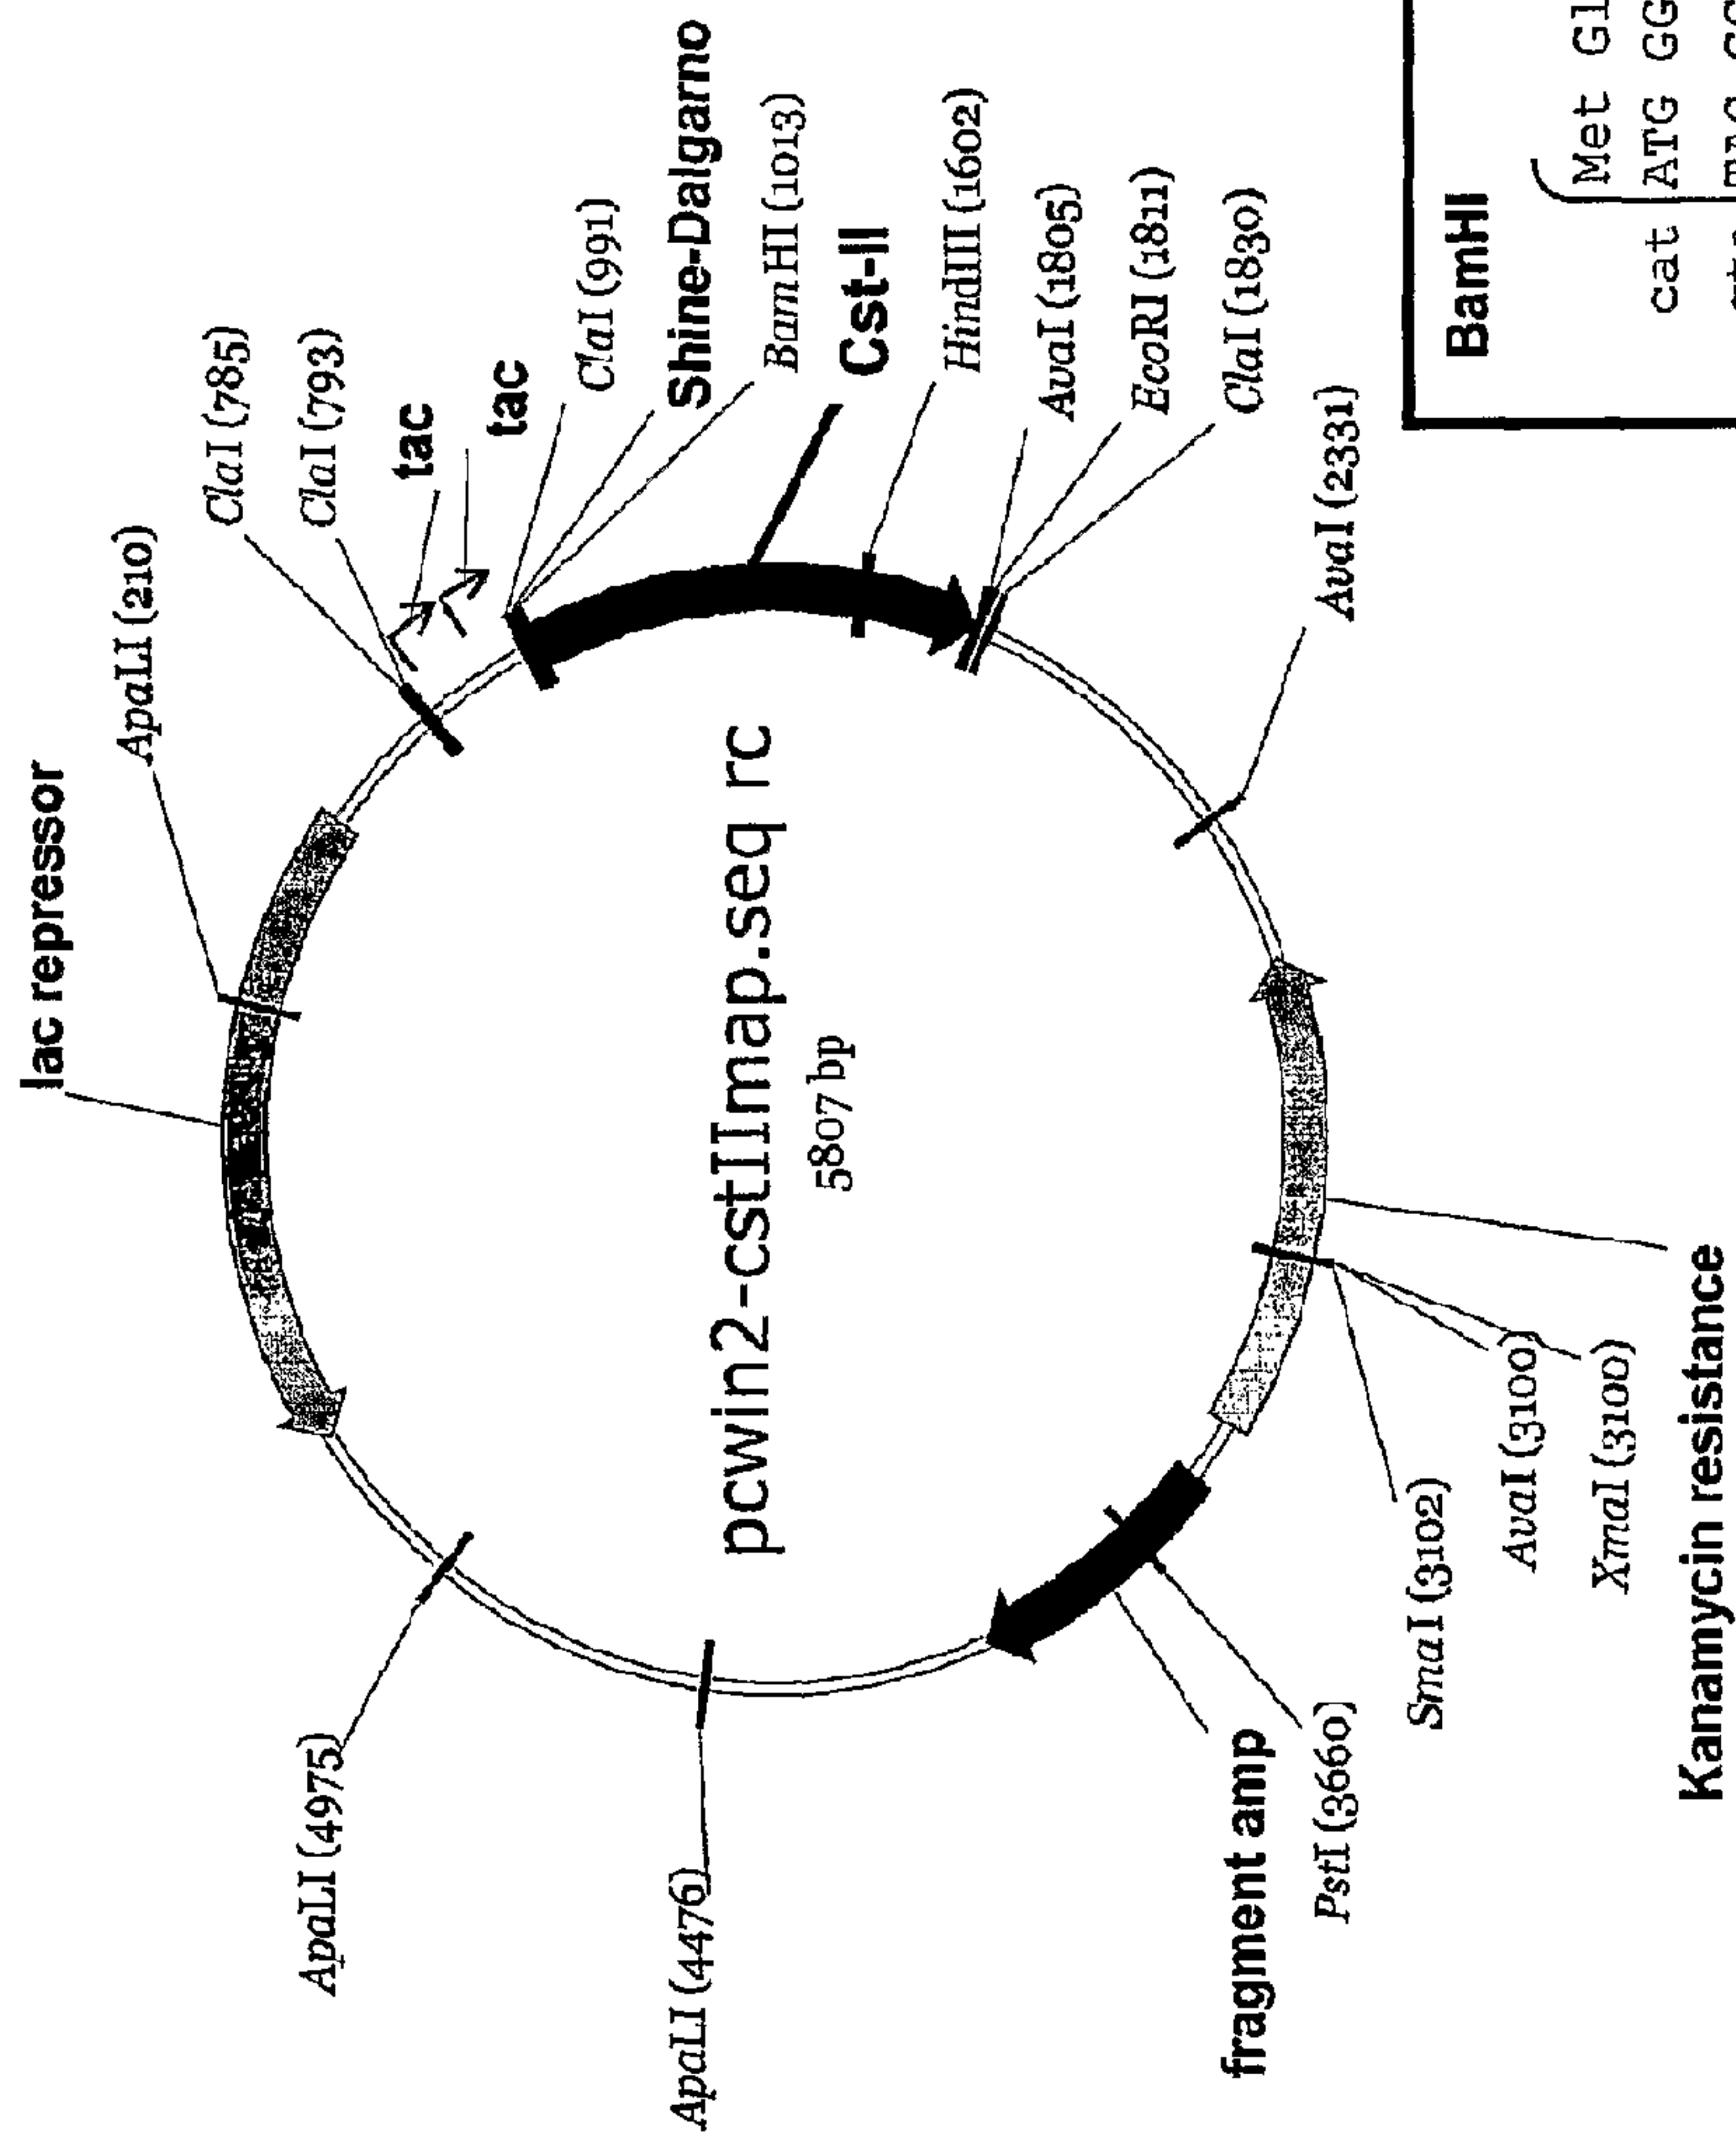 lac repressor
ApaLI (210)
ClaI (785)
ClaI (793)
tac
tac
ClaI (991)
Shine-Dalgarno
BamHI (1013)
Cst-II
HindIII (1602)
AvaI (1805)
EcoRI (1811)
ClaI (1830)
AvaI (2331)
pcwin2-cstIImap.seq rc
5807 bp
ApaLI (4975)
ApaLI (4476)
fragment amp
PstI (3660)
SmaI (3102)
AvaI (3100)
XmaI (3100)
Kanamycin resistance
BamHI
Met Gl
cat ATG GG